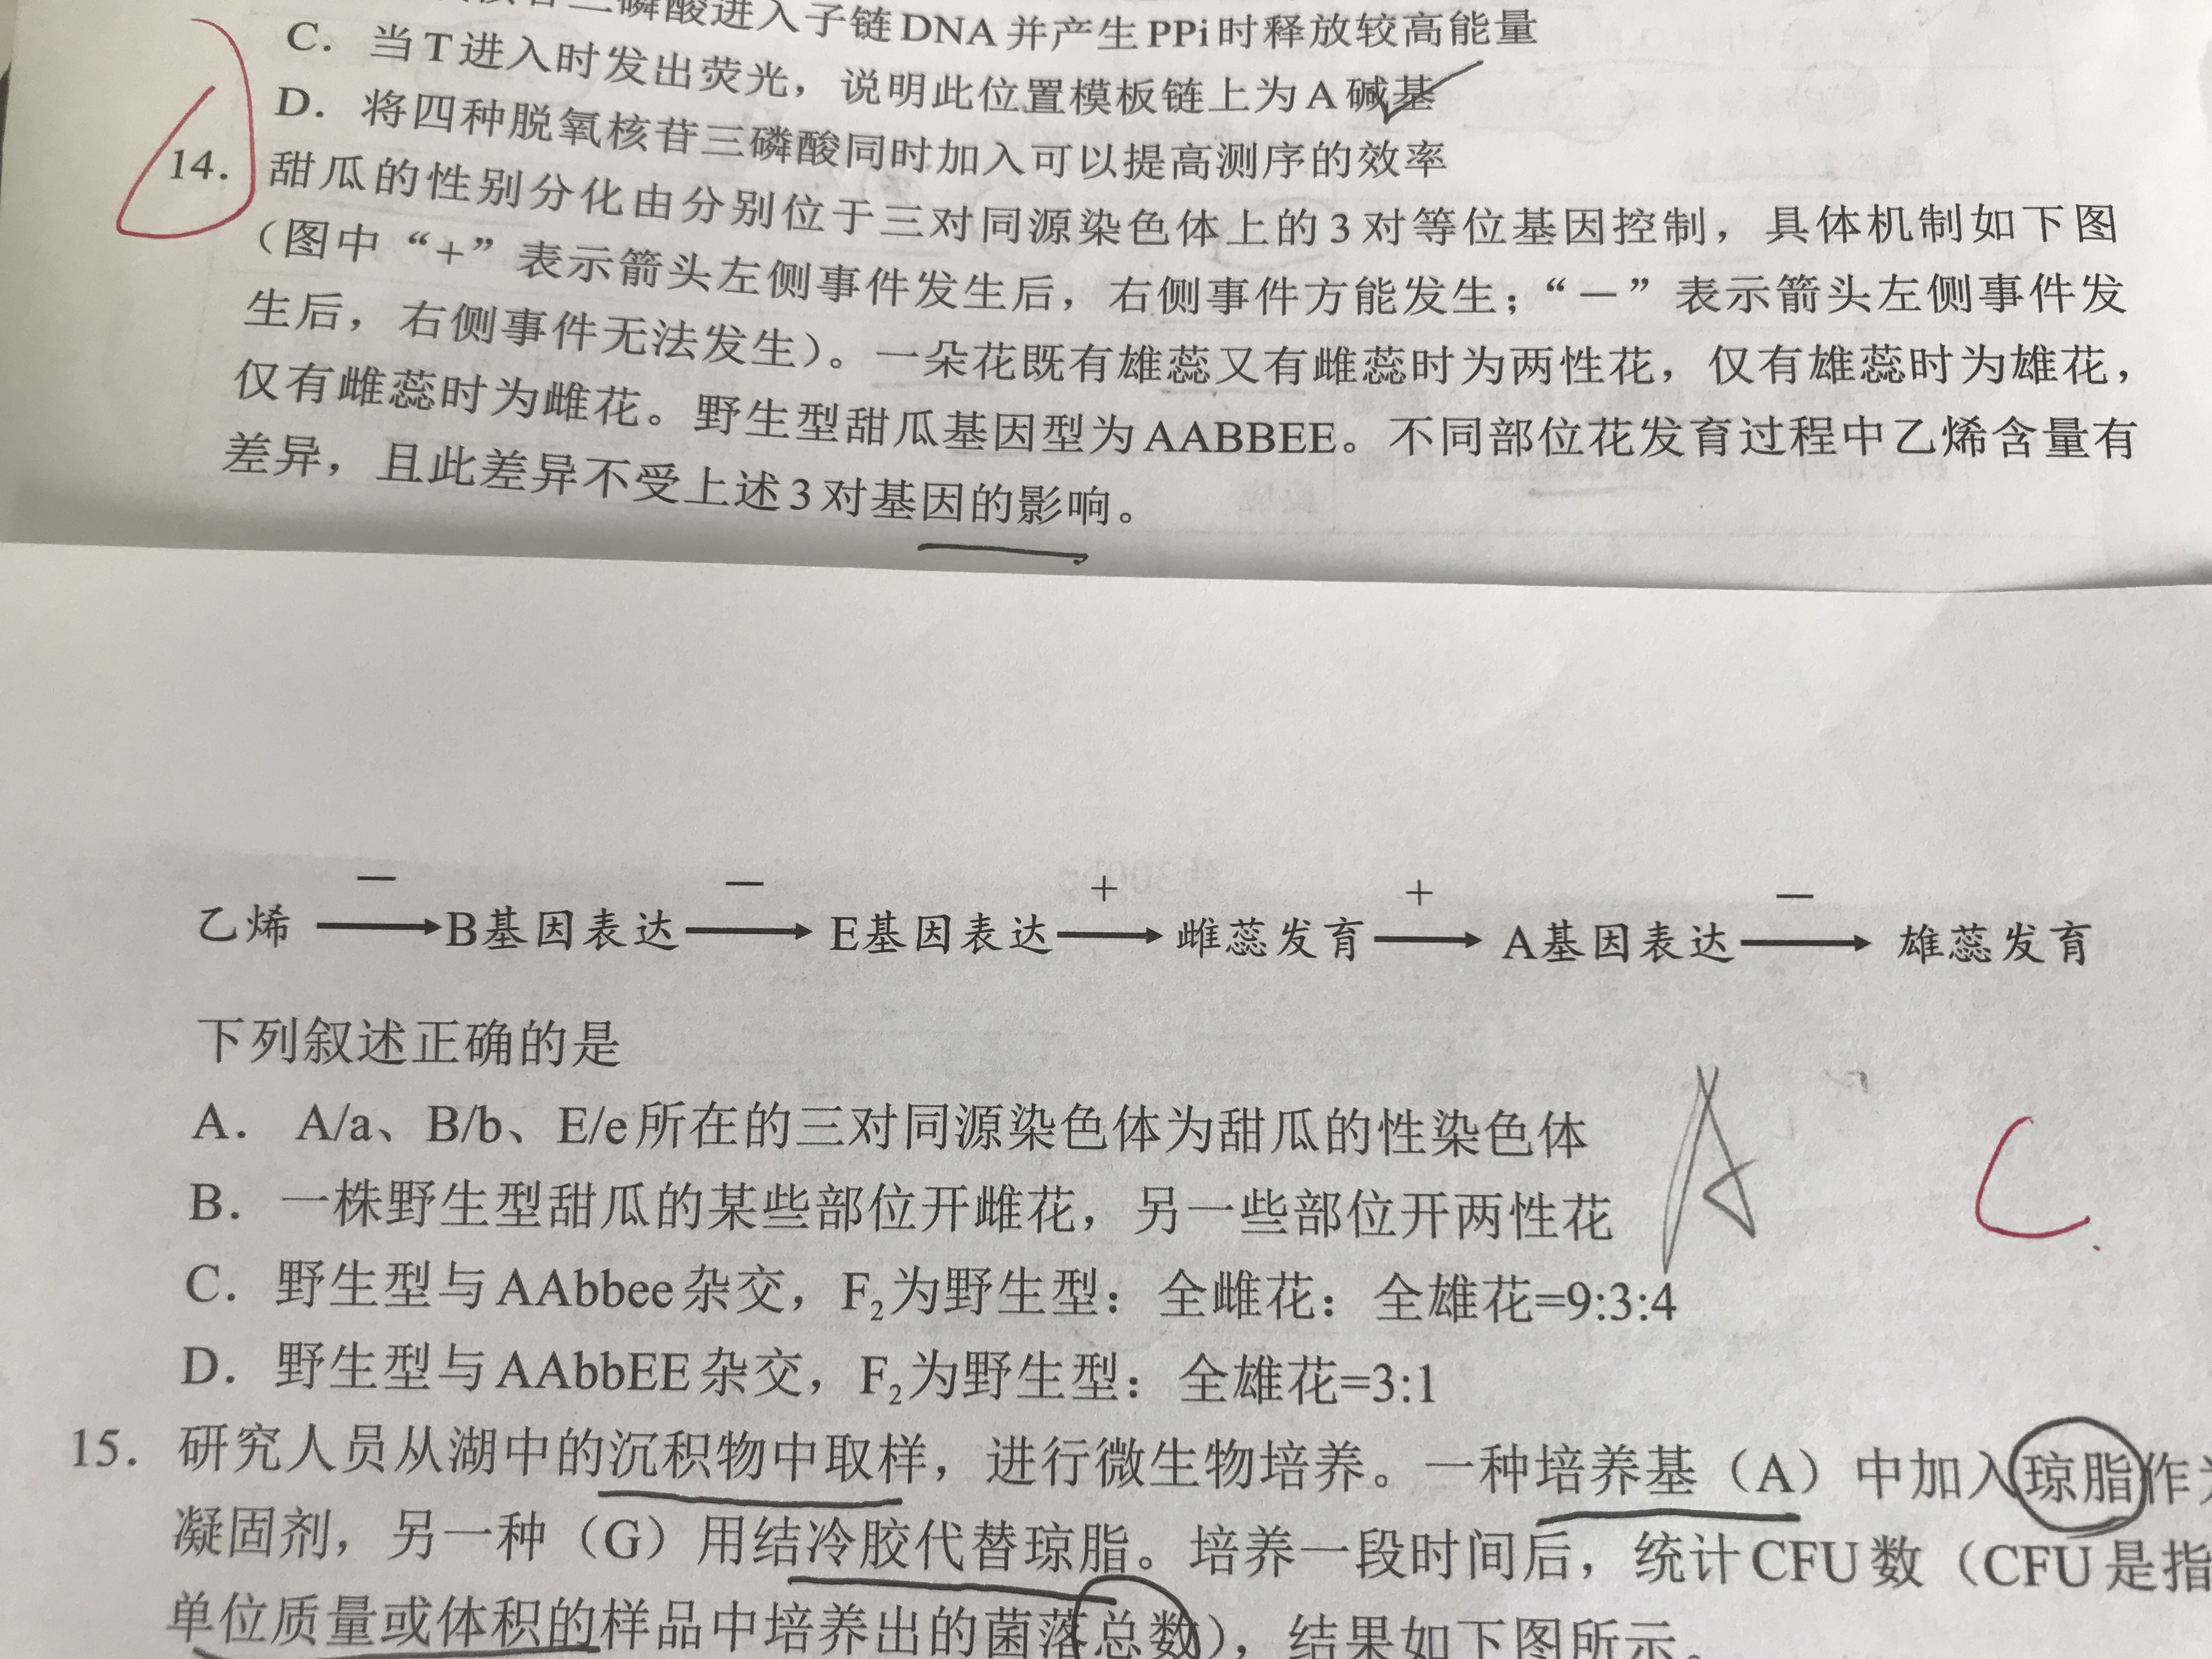 二磷酸进入子链DNA并产生PPi时释放较高能量
C. 当T进入时发出荧光，说明此位置模板链上为A碱基
D. 将四种脱氧核苷三磷酸同时加入可以提高测序的效率
14. 甜瓜的性别分化由分别位于三对同源染色体上的3对等位基因控制，具体机制如下图
（图中“+”表示箭头左侧事件发生后，右侧事件方能发生；“—”表示箭头左侧事件发
生后，右侧事件无法发生）。一朵花既有雄蕊又有雌蕊时为两性花，仅有雄蕊时为雄花，
仅有雌蕊时为雌花。野生型甜瓜基因型为AABBEE。不同部位花发育过程中乙烯含量有
差异，且此差异不受上述3对基因的影响。
乙烯 —→ B基因表达 —→ E基因表达 +→ 雌蕊发育 +→ A基因表达 —→ 雄蕊发育
下列叙述正确的是
A. A/a、B/b、E/e所在的三对同源染色体为甜瓜的性染色体
B. 一株野生型甜瓜的某些部位开雌花，另一些部位开两性花
C. 野生型与AAbbee杂交，F₂为野生型：全雌花：全雄花=9:3:4
D. 野生型与AAbbEE杂交，F₂为野生型：全雄花=3:1
C
15. 研究人员从湖中的沉积物中取样，进行微生物培养。一种培养基（A）中加入琼脂作
凝固剂，另一种（G）用结冷胶代替琼脂。培养一段时间后，统计CFU数（CFU是指
单位质量或体积的样品中培养出的菌落总数），结果如下图所示。